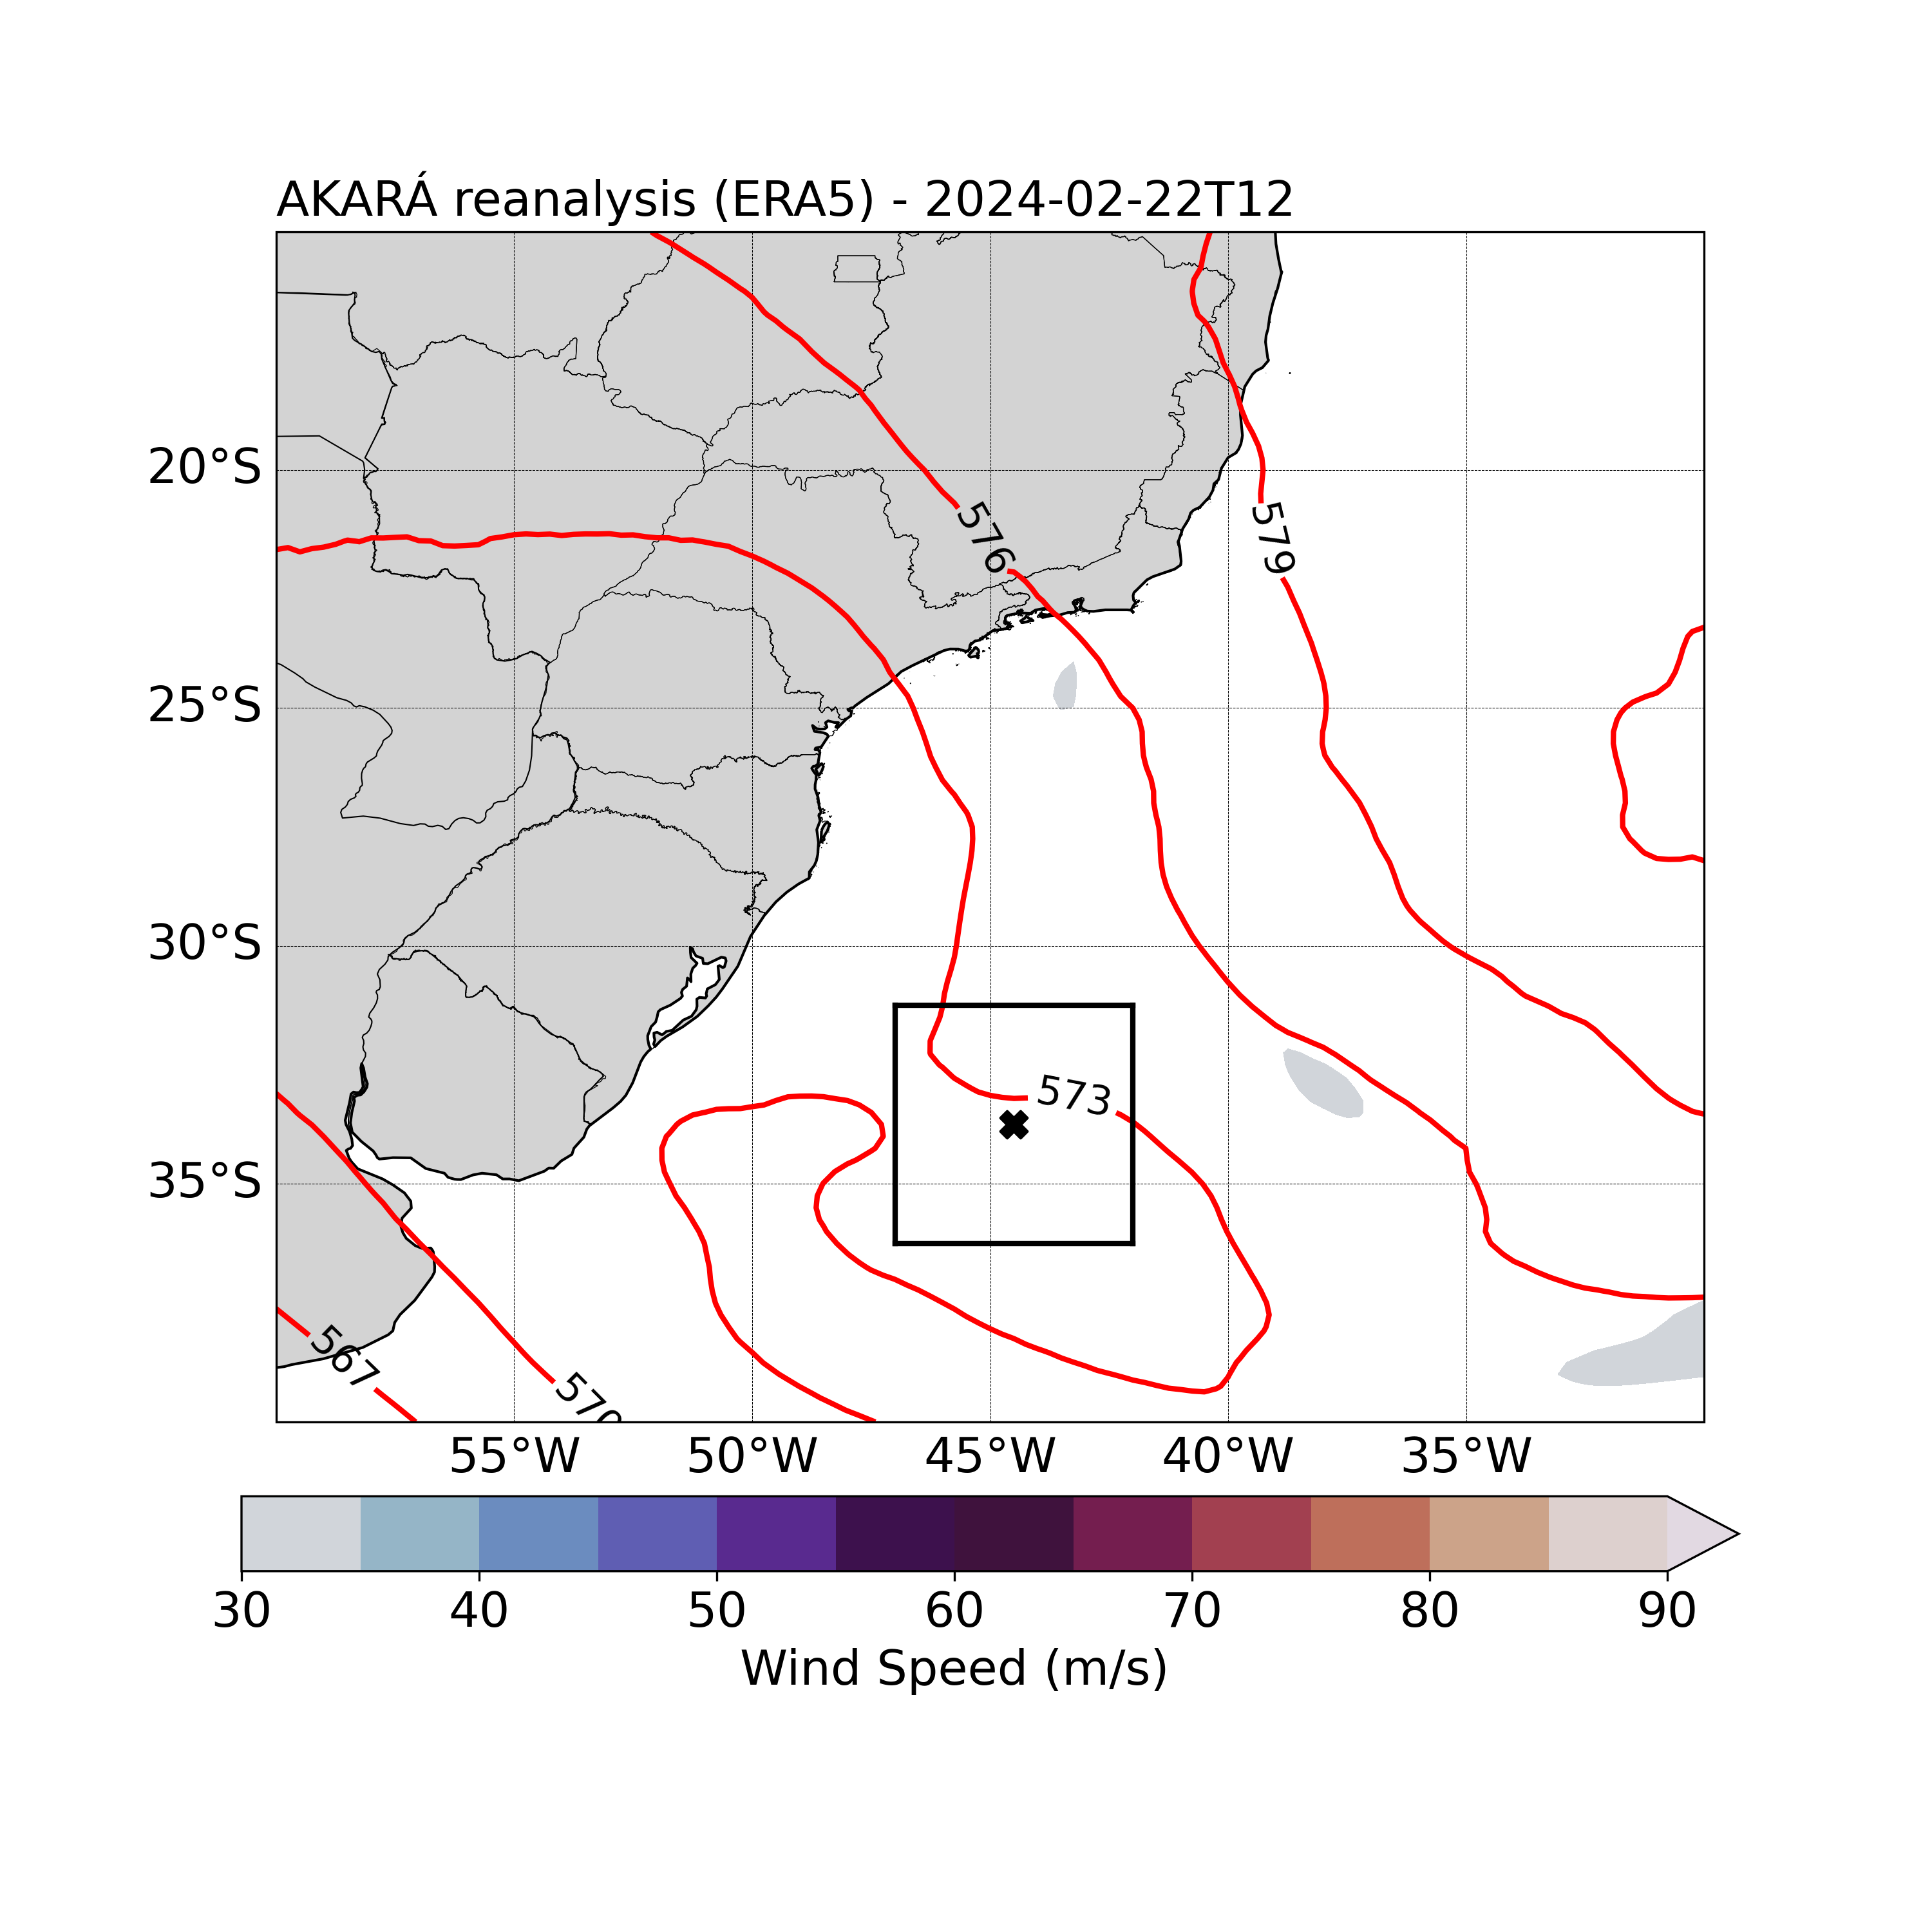 AKARÁ reanalysis (ERA5) - 2024-02-22T12
576
579
20°S
25°S
30°S
573
35°S
567
570
55°W 50°W 45°W 40°W 35°W
30 40 50 60 70 80 90
Wind Speed (m/s)